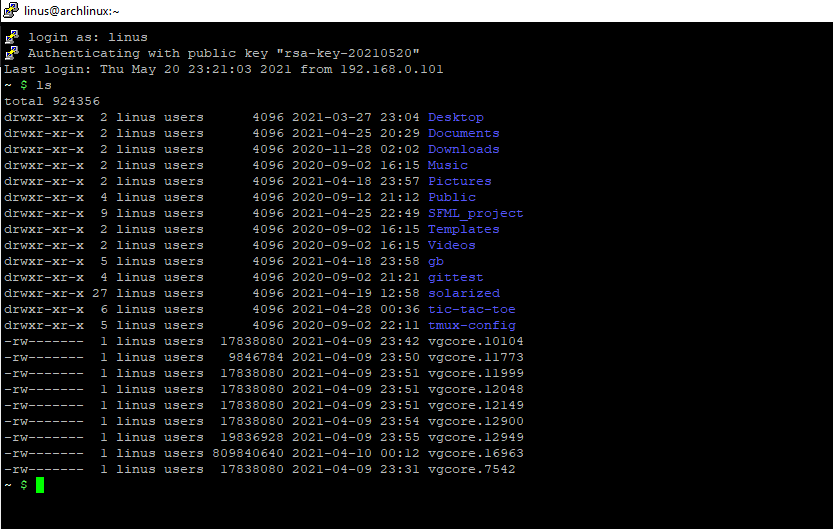 linus@archlinux:~
login as: linus
Authenticating with public key "rsa-key-20210520"
Last login: Thu May 20 23:21:03 2021 from 192.168.0.101
~ $ ls
total 924356
drwxr-xr-x  2 linus users      4096 2021-03-27 23:04 Desktop
drwxr-xr-x  2 linus users      4096 2021-04-25 20:29 Documents
drwxr-xr-x  2 linus users      4096 2020-11-28 02:02 Downloads
drwxr-xr-x  2 linus users      4096 2020-09-02 16:15 Music
drwxr-xr-x  2 linus users      4096 2021-04-18 23:57 Pictures
drwxr-xr-x  4 linus users      4096 2020-09-12 21:12 Public
drwxr-xr-x  9 linus users      4096 2021-04-25 22:49 SFML_project
drwxr-xr-x  2 linus users      4096 2020-09-02 16:15 Templates
drwxr-xr-x  2 linus users      4096 2020-09-02 16:15 Videos
drwxr-xr-x  5 linus users      4096 2021-04-18 23:58 gb
drwxr-xr-x  4 linus users      4096 2020-09-02 21:21 gittest
drwxr-xr-x 27 linus users      4096 2021-04-19 12:58 solarized
drwxr-xr-x  6 linus users      4096 2021-04-28 00:36 tic-tac-toe
drwxr-xr-x  5 linus users      4096 2020-09-02 22:11 tmux-config
-rw-------  1 linus users  17838080 2021-04-09 23:42 vgcore.10104
-rw-------  1 linus users   9846784 2021-04-09 23:50 vgcore.11773
-rw-------  1 linus users  17838080 2021-04-09 23:51 vgcore.11999
-rw-------  1 linus users  17838080 2021-04-09 23:51 vgcore.12048
-rw-------  1 linus users  17838080 2021-04-09 23:51 vgcore.12149
-rw-------  1 linus users  17838080 2021-04-09 23:54 vgcore.12900
-rw-------  1 linus users  19836928 2021-04-09 23:55 vgcore.12949
-rw-------  1 linus users 809840640 2021-04-10 00:12 vgcore.16963
-rw-------  1 linus users  17838080 2021-04-09 23:31 vgcore.7542
~ $